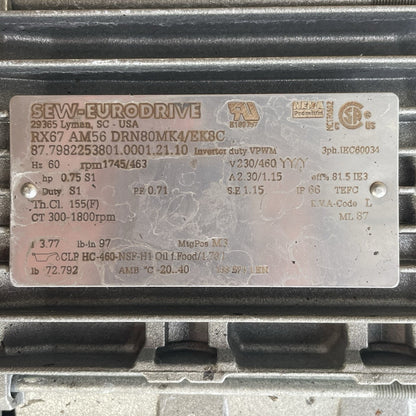 SEW-EURODRIVE
29365 Lyman, SC - USA
RX67 AM56 DRN80MK4/EK8C
87.7982253801.0001.21.10 Inverter duty VPWM 3ph.IEC60034
Hz 60 rpm 1745/463 V 230/460 YY/Y
hp 0.75 S1 A 2.30/1.15 eff% 81.5 IE3
Duty S1 PF 0.71 S.F 1.15 IP 66 TEFC
Th.Cl. 155(F) K.V.A-Code L
CT 300-1800rpm ML 87
i 3.77 lb-in 97 MtgPos M3
CLP HC-460-NSF-H1 Oil f.Food/
lb 72.792 AMB °C -20..40